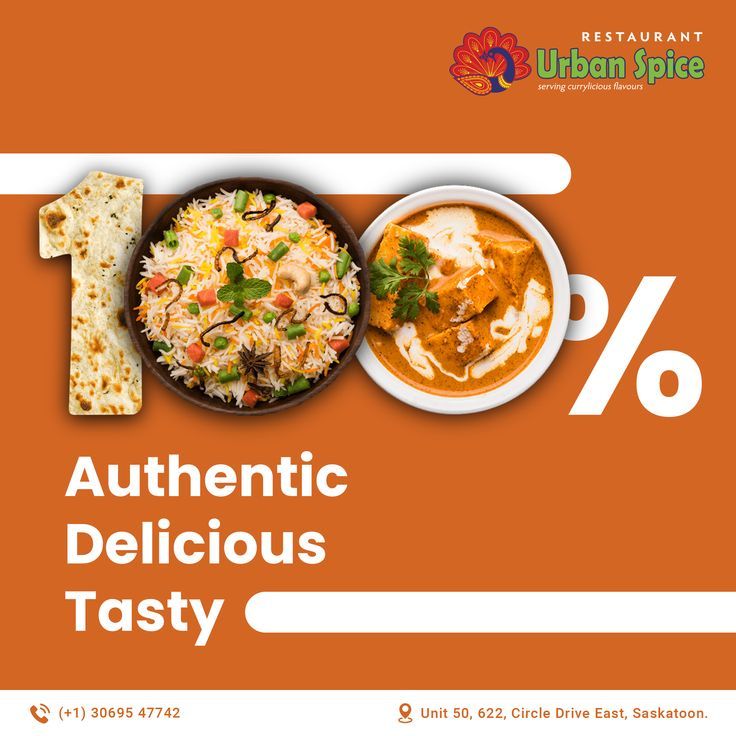 RESTAURANT
Urban Spice
serving currylicious flavours
100%
Authentic
Delicious
Tasty
(+1) 30695 47742
Unit 50, 622, Circle Drive East, Saskatoon.